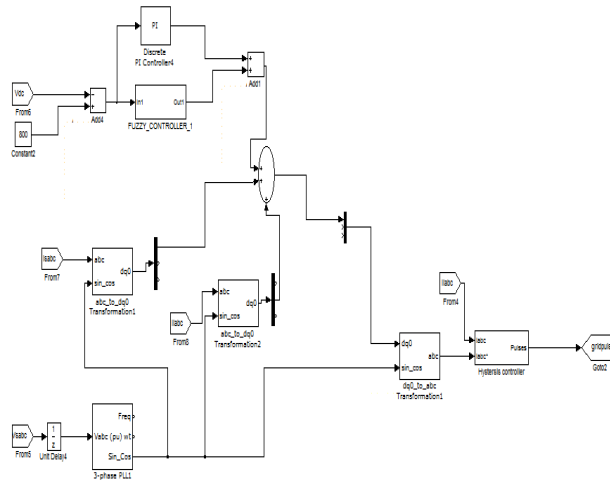 PI
Discrete
PI Controller4
Vdc
From6
800
Constant2
Add4
In1
Out1
FUZZY_CONTROLLER_1
Add1
Isabc
From7
abc
sin_cos
dq0
abc_to_dq0
Transformation1
Ilabc
From8
abc
sin_cos
dq0
abc_to_dq0
Transformation2
From4
dq0
sin_cos
abc
dq0_to_abc
Transformation1
Iabc
Iabc*
Pulses
Hystersis controller
gridpulse
Goto2
Vsabc
From5
1
z
Unit Delay4
Freq
Vabc (pu) wt
Sin_Cos
3-phase PLL1